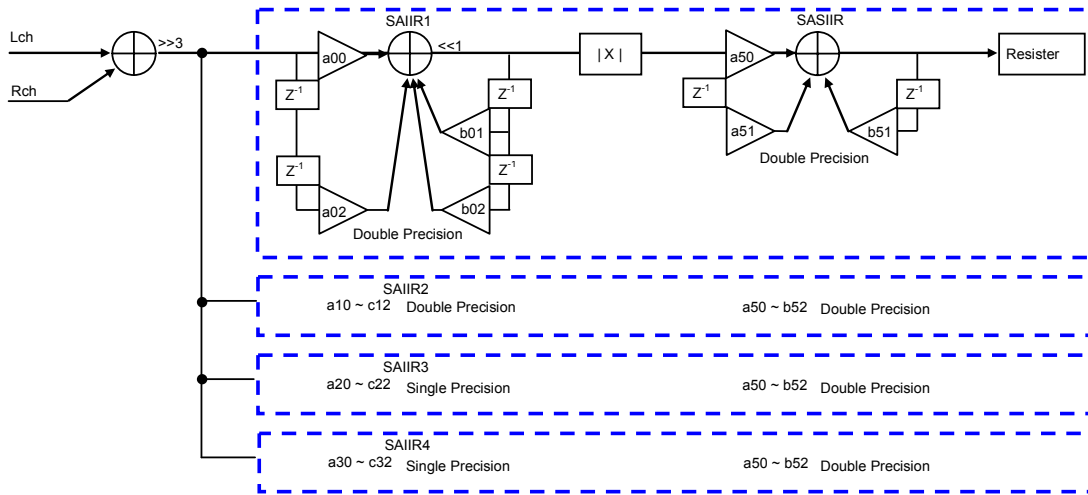 SAIIR1
SASIIR
Lch
>>3
<<1
a00
|X|
a50
Resister
Rch
Z-1
Z-1
Z-1
Z-1
b01
a51
b51
Double Precision
Z-1
Z-1
a02
b02
Double Precision
SAIIR2
a10 ~ c12 Double Precision
a50 ~ b52 Double Precision
SAIIR3
a20 ~ c22 Single Precision
a50 ~ b52 Double Precision
SAIIR4
a30 ~ c32 Single Precision
a50 ~ b52 Double Precision